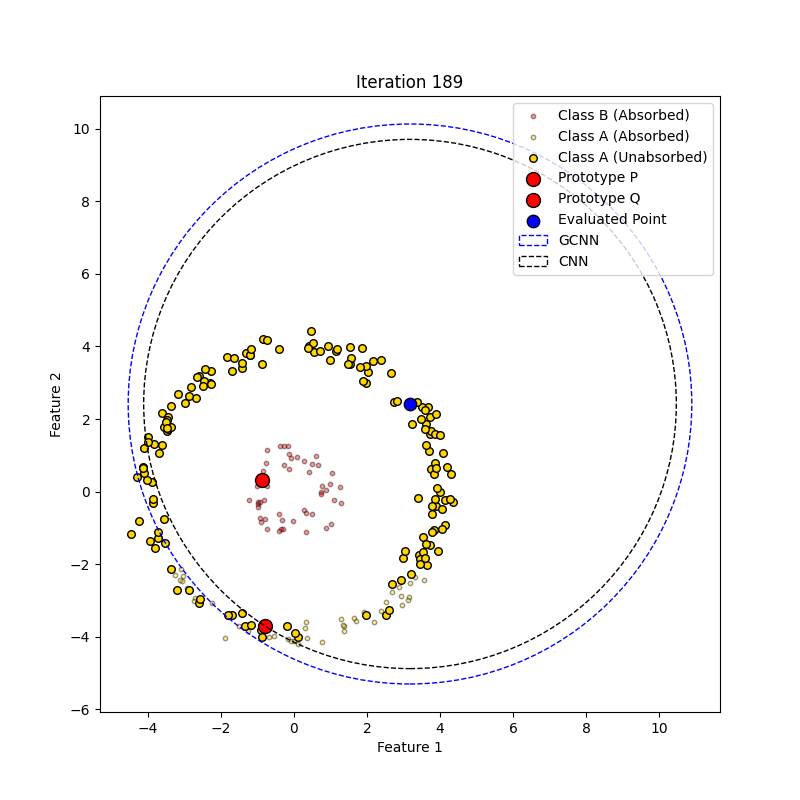 Iteration 189
Class B (Absorbed)
Class A (Absorbed)
Class A (Unabsorbed)
Prototype P
Prototype Q
Evaluated Point
GCNN
CNN
10
8
6
4
2
0
−2
−4
−6
Feature 2
−4 −2 0 2 4 6 8 10
Feature 1